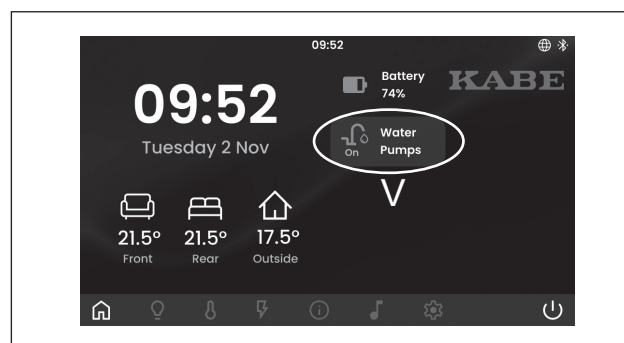 09:52
09:52
Tuesday 2 Nov
Battery
74%
KABE
On
Water
Pumps
V
21.5° 21.5° 17.5°
Front Rear Outside